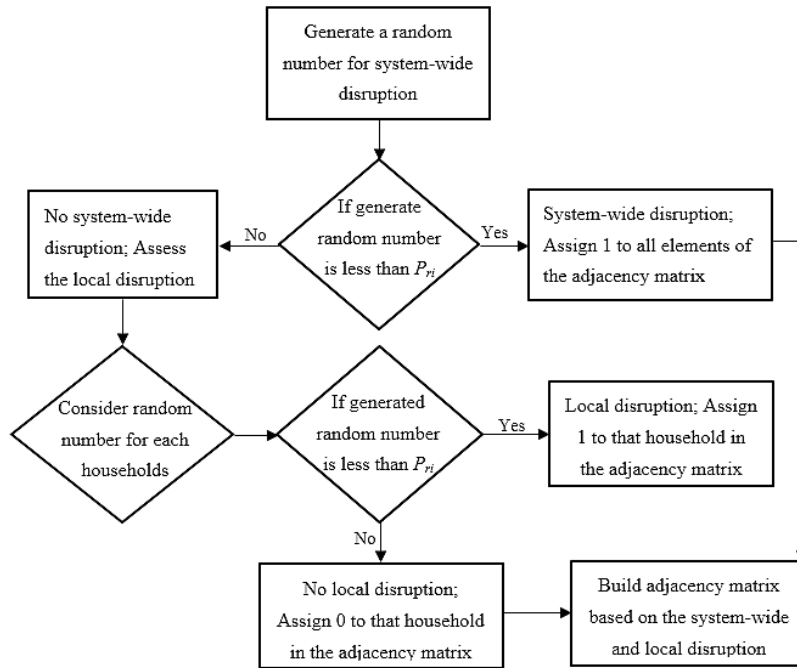 Generate a random
number for system-wide
disruption
If generate
random number
is less than Pri
No
Yes
No system-wide
disruption; Assess
the local disruption
System-wide disruption;
Assign 1 to all elements of
the adjacency matrix
Consider random
number for each
households
If generated
random number
is less than Pri
Yes
Local disruption; Assign
1 to that household in
the adjacency matrix
No
No local disruption;
Assign 0 to that household
in the adjacency matrix
Build adjacency matrix
based on the system-wide
and local disruption